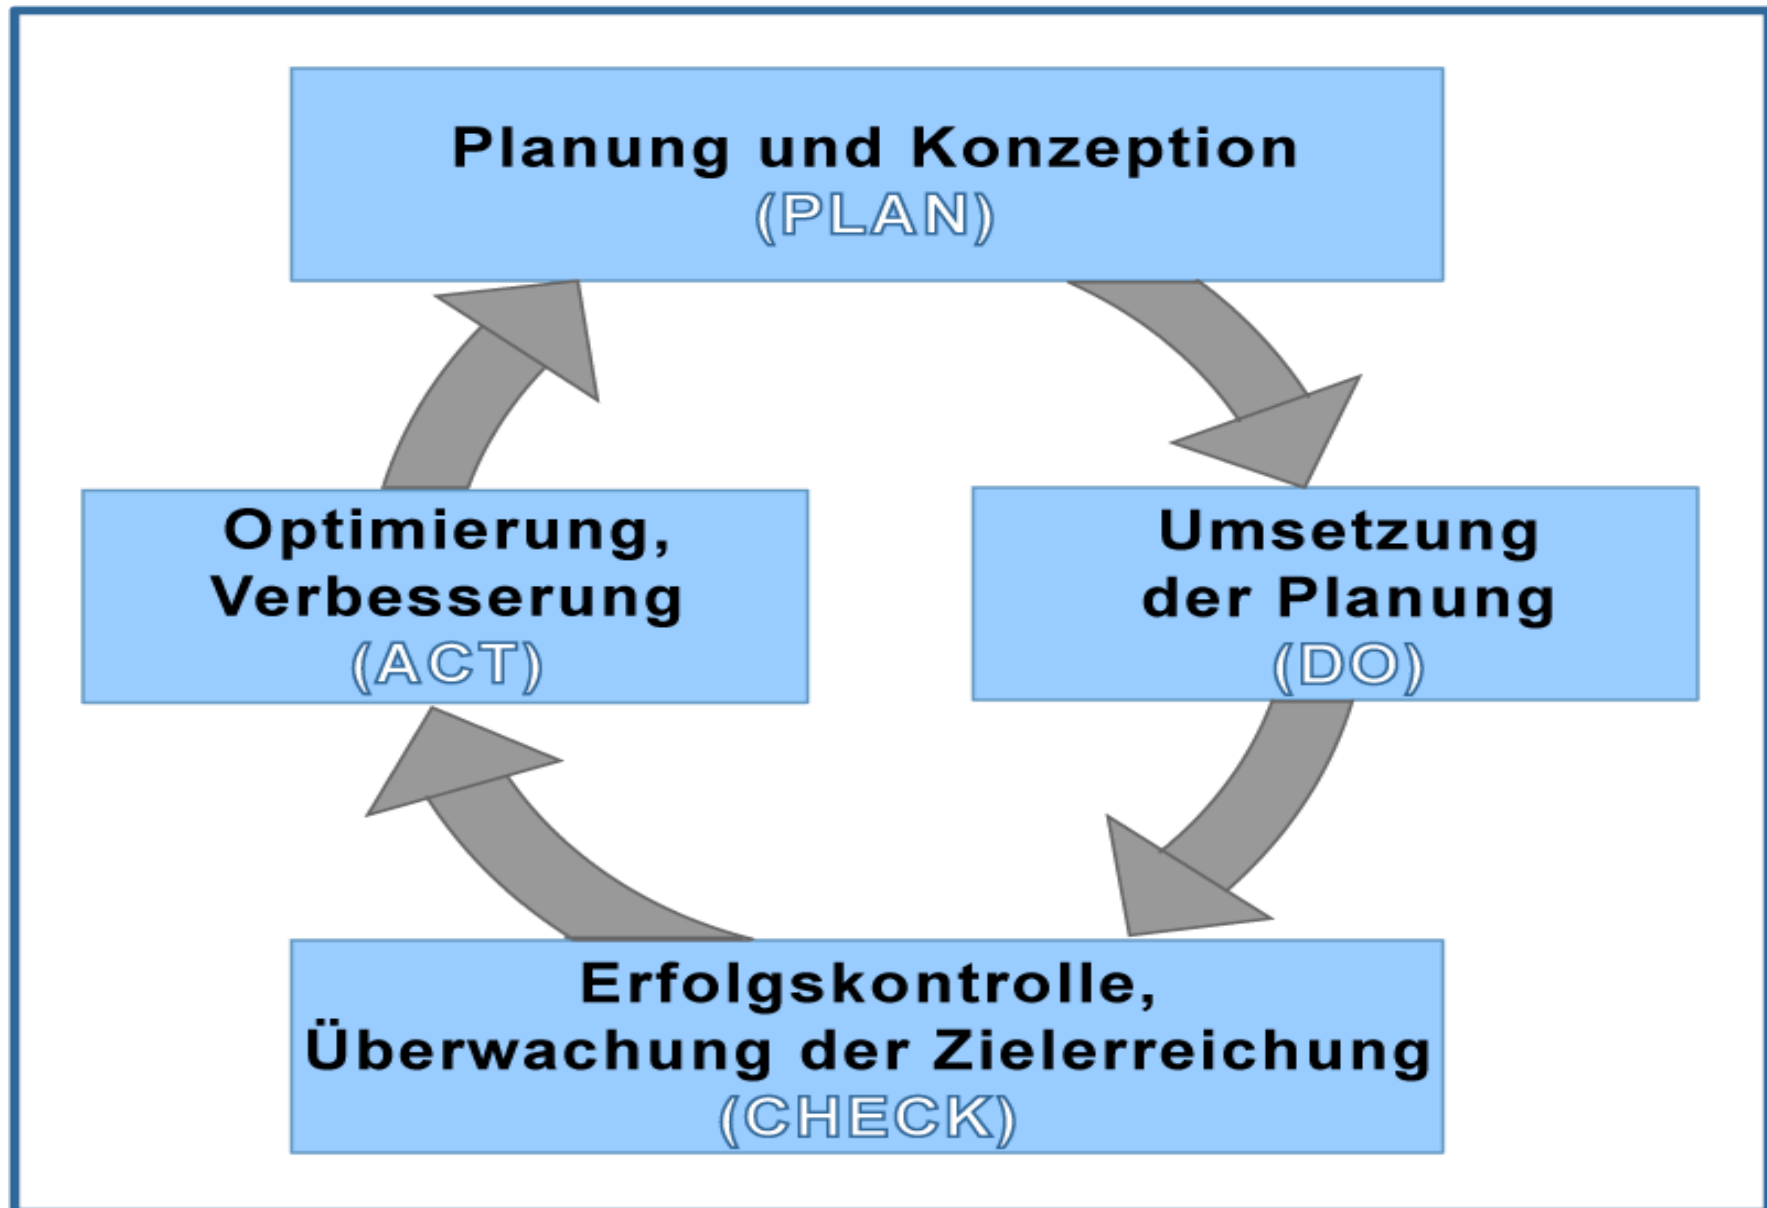 Planung und Konzeption
(PLAN)
Optimierung,
Verbesserung
(ACT)
Umsetzung
der Planung
(DO)
Erfolgskontrolle,
Überwachung der Zielerreichung
(CHECK)